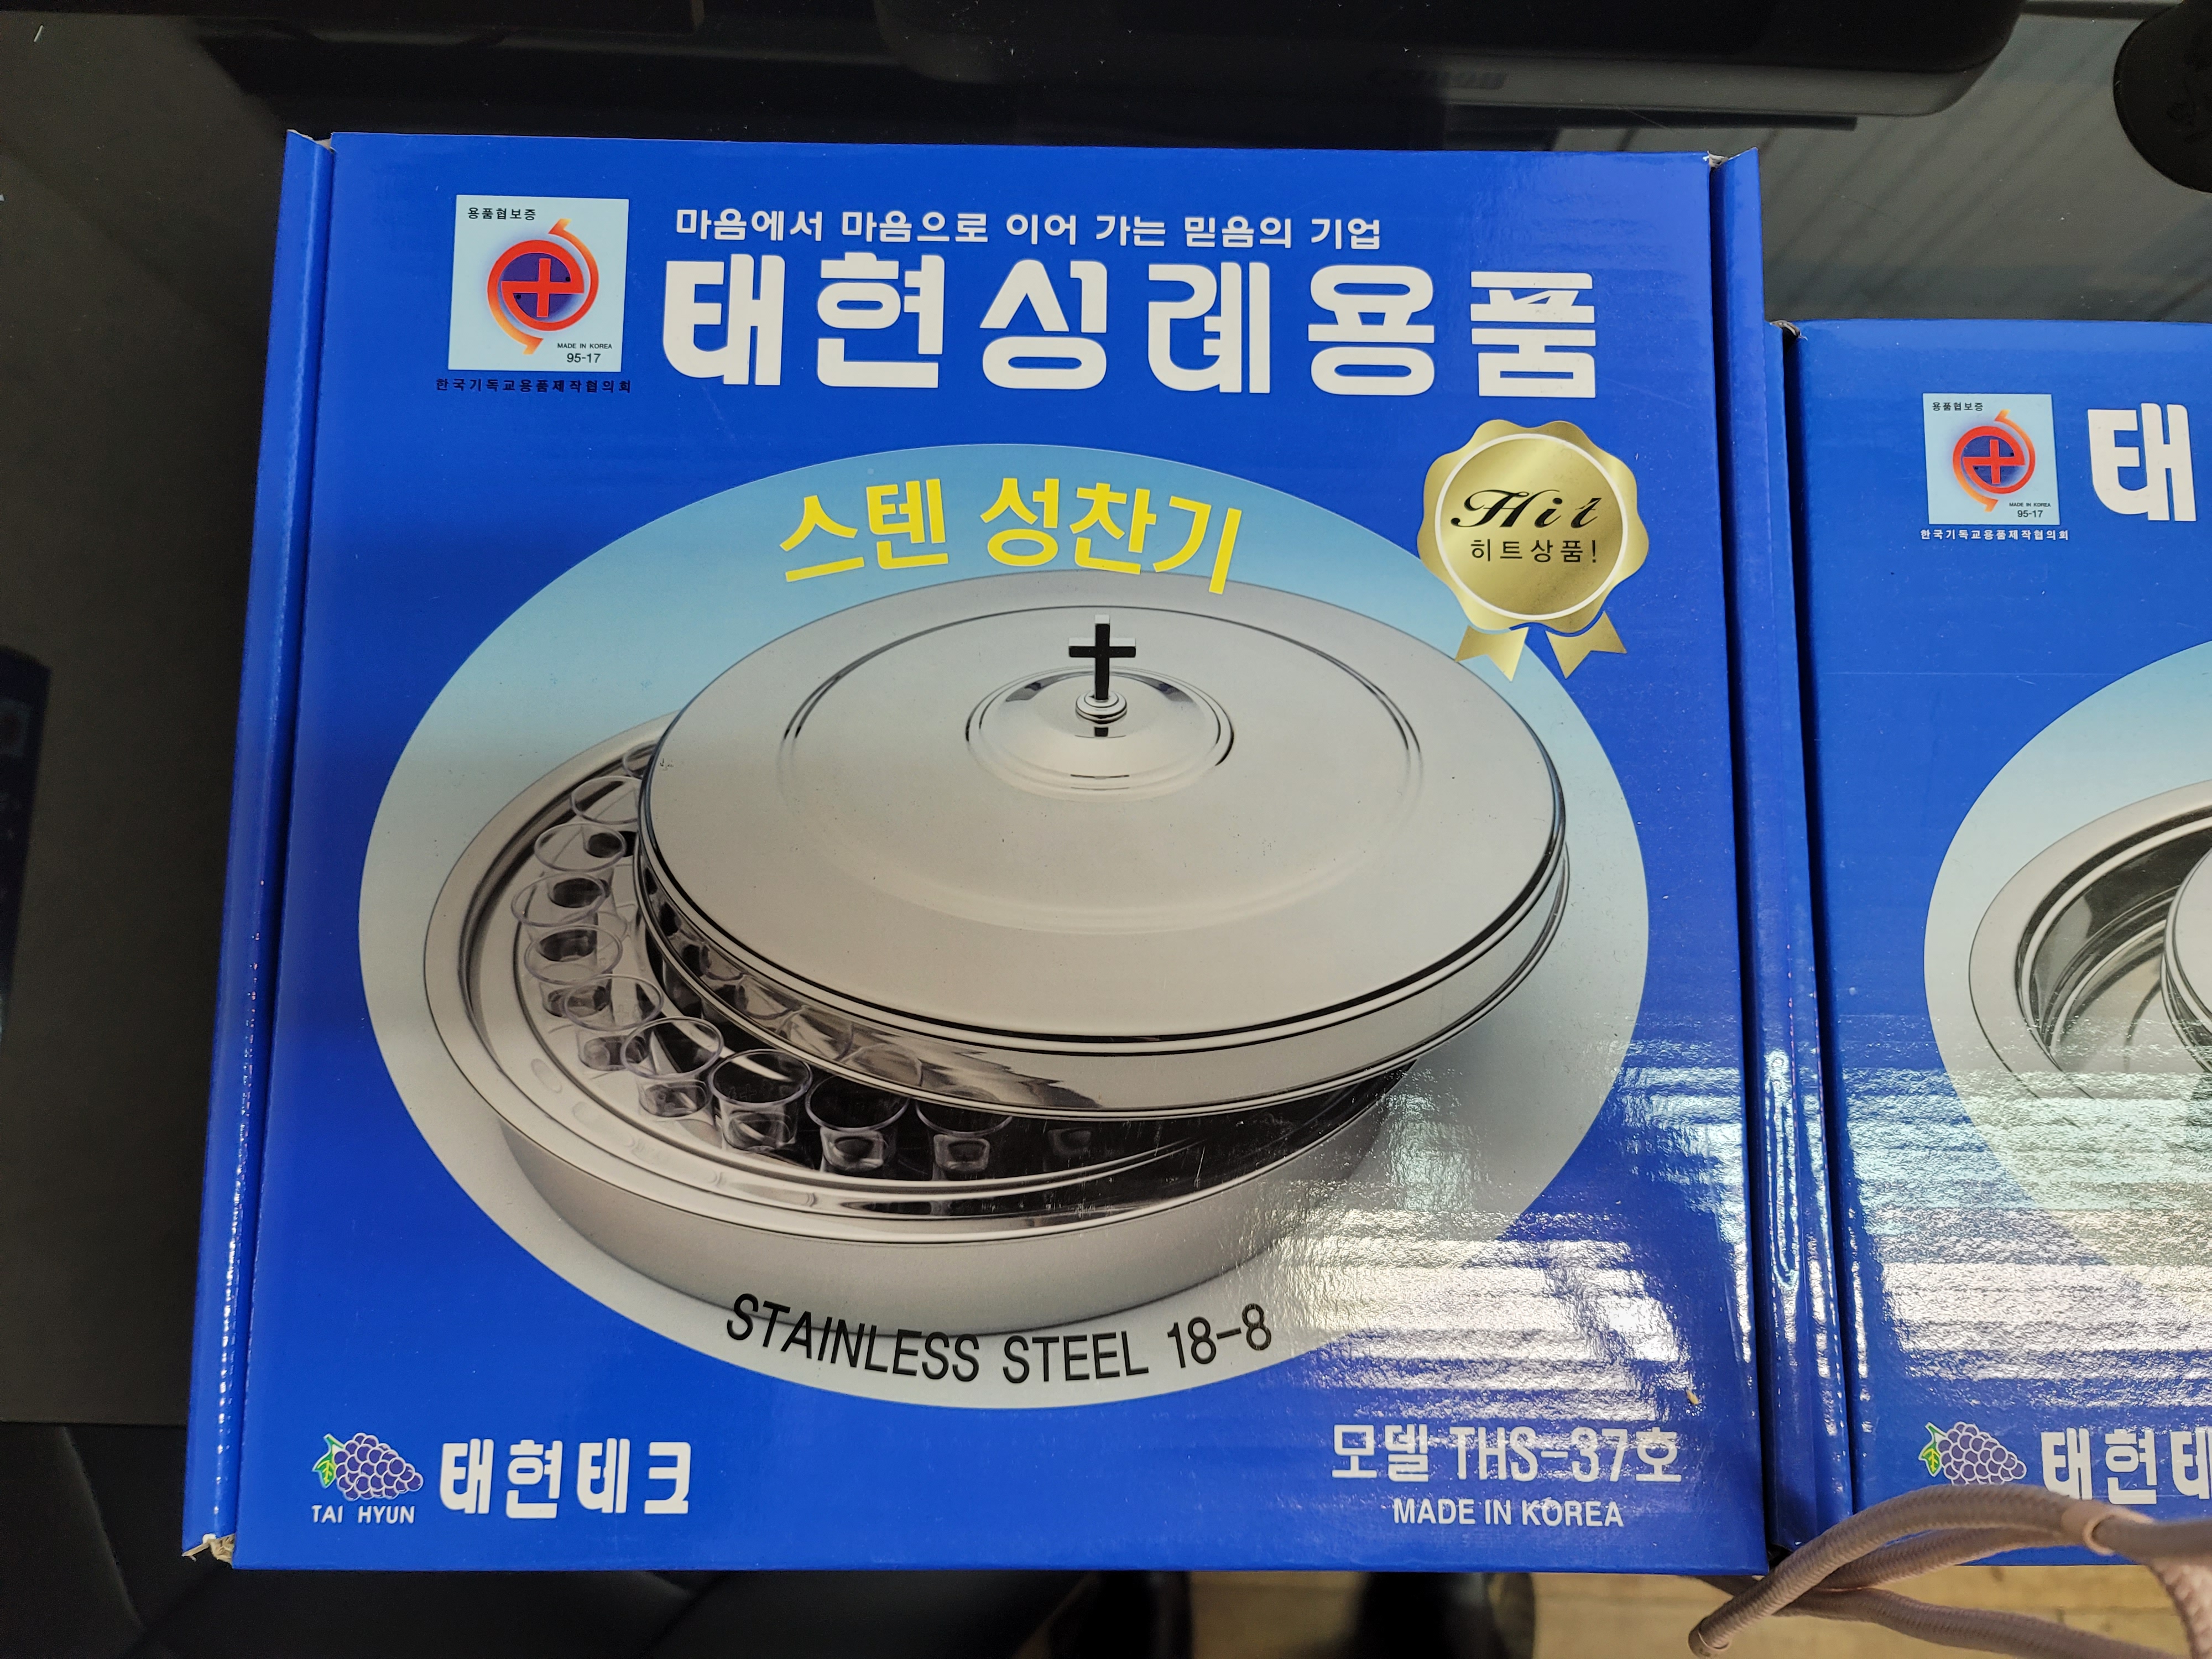 용품협보증
MADE IN KOREA
95-17
한국기독교용품제작협의회
마음에서 마음으로 이어 가는 믿음의 기업
태현성례용품
스텐 성찬기
Hit
히트상품!
STAINLESS STEEL 18-8
TAI HYUN
태현테크
모델 THS-37호
MADE IN KOREA
용품협보증
MADE IN KOREA
95-17
한국기독교용품제작협의회
태
태현테